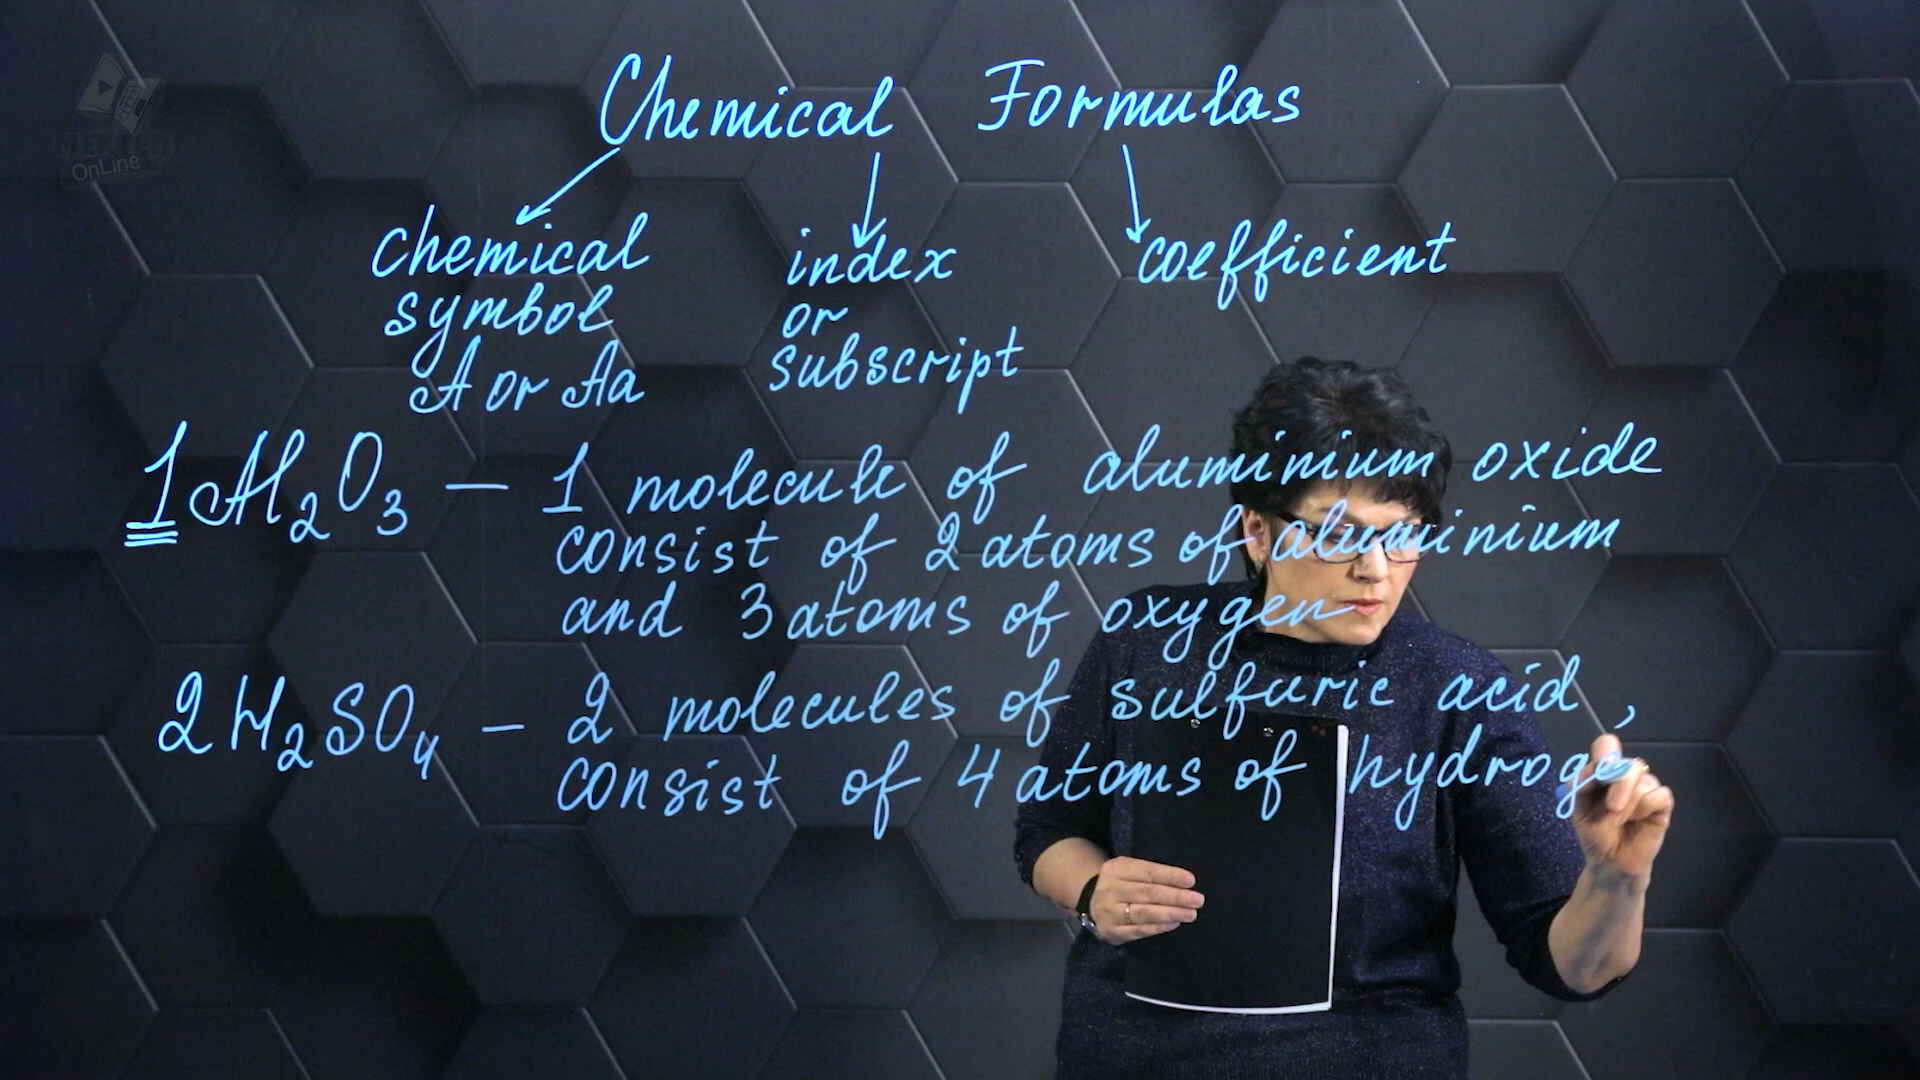 OnLine
Chemical Formulas
chemical index coefficient
symbol or
A or Aa subscript
1Al₂O₃ — 1 molecule of aluminium oxide
consist of 2 atoms of aluminium
and 3 atoms of oxygen
2H₂SO₄ — 2 molecules of sulfuric acid,
consist of 4 atoms of hydroge